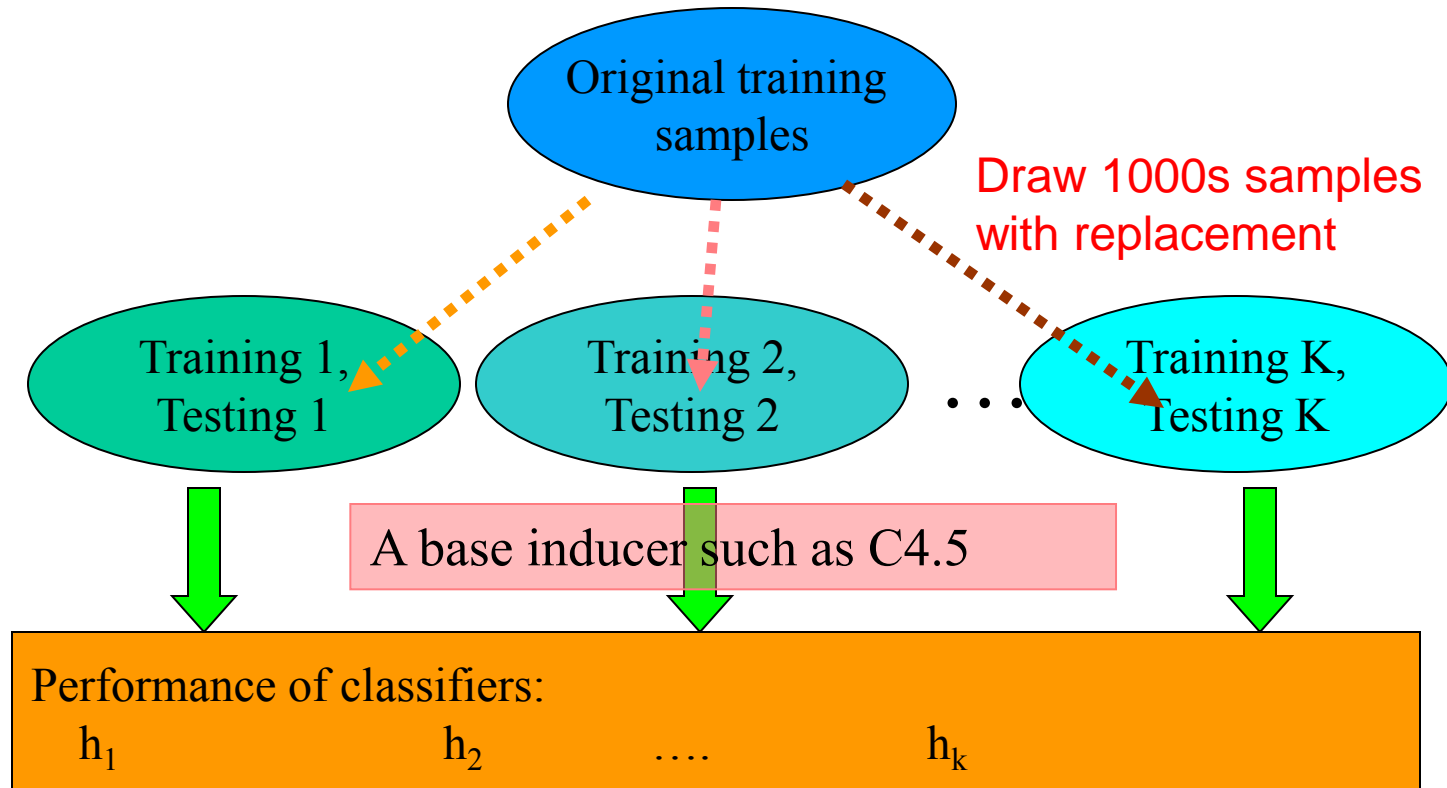 Original training
samples
Draw 1000s samples
with replacement
Training 1,
Testing 1
Training 2,
Testing 2
...
Training K,
Testing K
A base inducer such as C4.5
Performance of classifiers:
h₁ h₂ .... hₖ